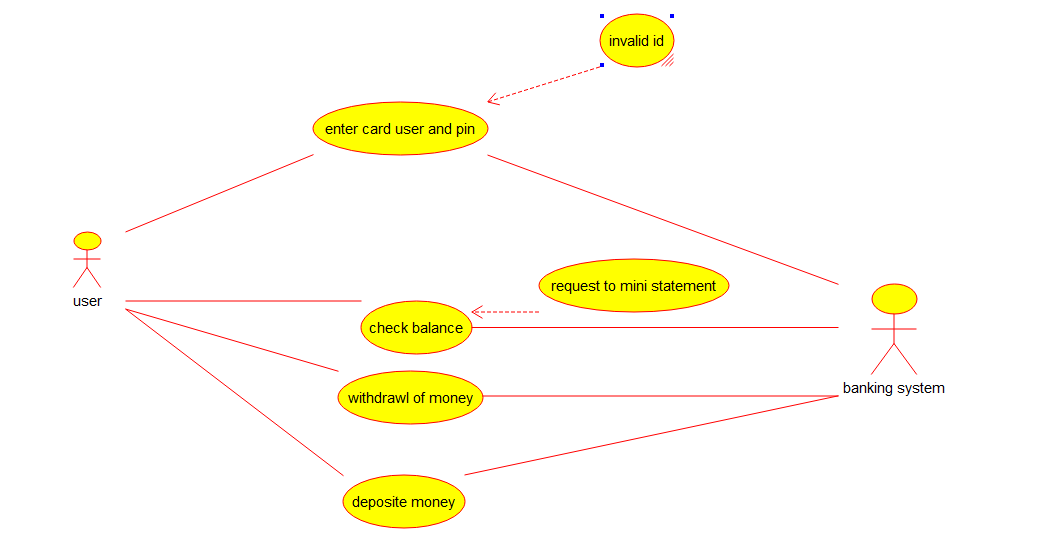 invalid id
enter card user and pin
user
request to mini statement
check balance
banking system
withdrawl of money
deposite money